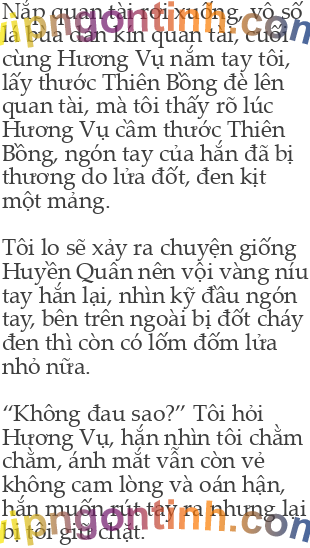 Nắp quan tài rơi xuống, vô số
lá bùa dán kín quan tài, cuối
cùng Hương Vụ nắm tay tôi,
lấy thước Thiên Bồng đè lên
quan tài, mà tôi thấy rõ lúc
Hương Vụ cầm thước Thiên
Bồng, ngón tay của hắn đã bị
thương do lửa đốt, đen kịt
một mảng.
Tôi lo sẽ xảy ra chuyện giống
Huyền Quân nên vội vàng níu
tay hắn lại, nhìn kỹ đầu ngón
tay, bên trên ngoài bị đốt cháy
đen thì còn có lốm đốm lửa
nhỏ nữa.
“Không đau sao?” Tôi hỏi
Hương Vụ, hắn nhìn tôi chằm
chằm, ánh mắt vẫn còn vẻ
không cam lòng và oán hận,
hắn muốn rút tay ra nhưng lại
bị tôi giữ chặt.